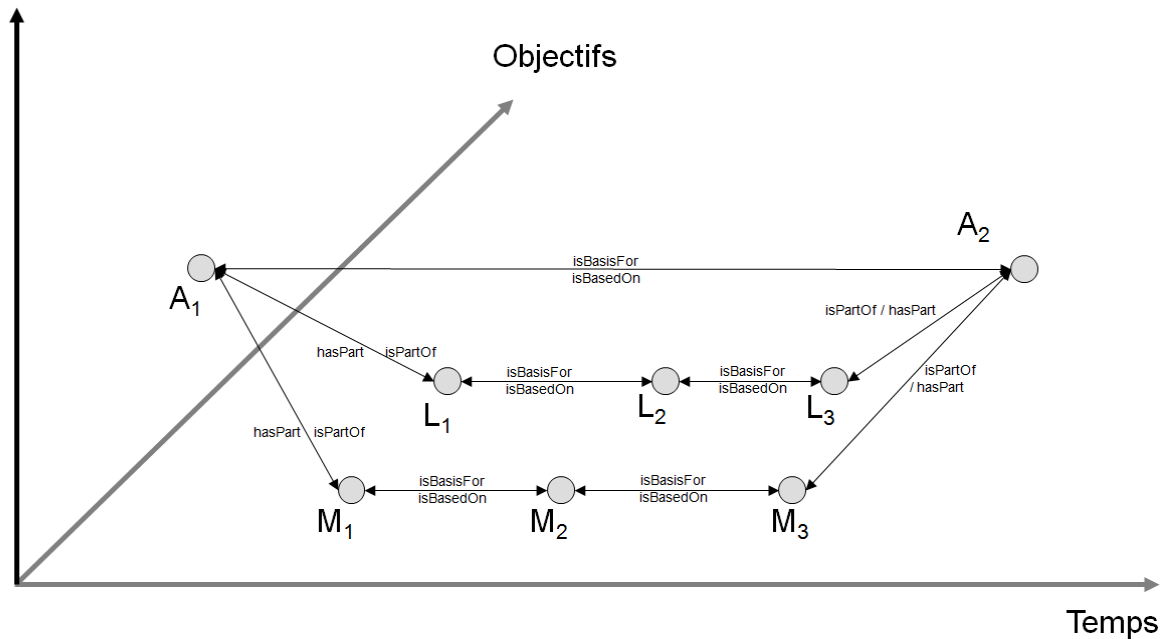 Objectifs
A2
isBasisFor
isBasedOn
A1
isPartOf / hasPart
hasPart isPartOf
isBasisFor
isBasedOn
isBasisFor
isBasedOn
isPartOf
/ hasPart
L1
L2
L3
hasPart isPartOf
isBasisFor
isBasedOn
isBasisFor
isBasedOn
M1
M2
M3
Temps